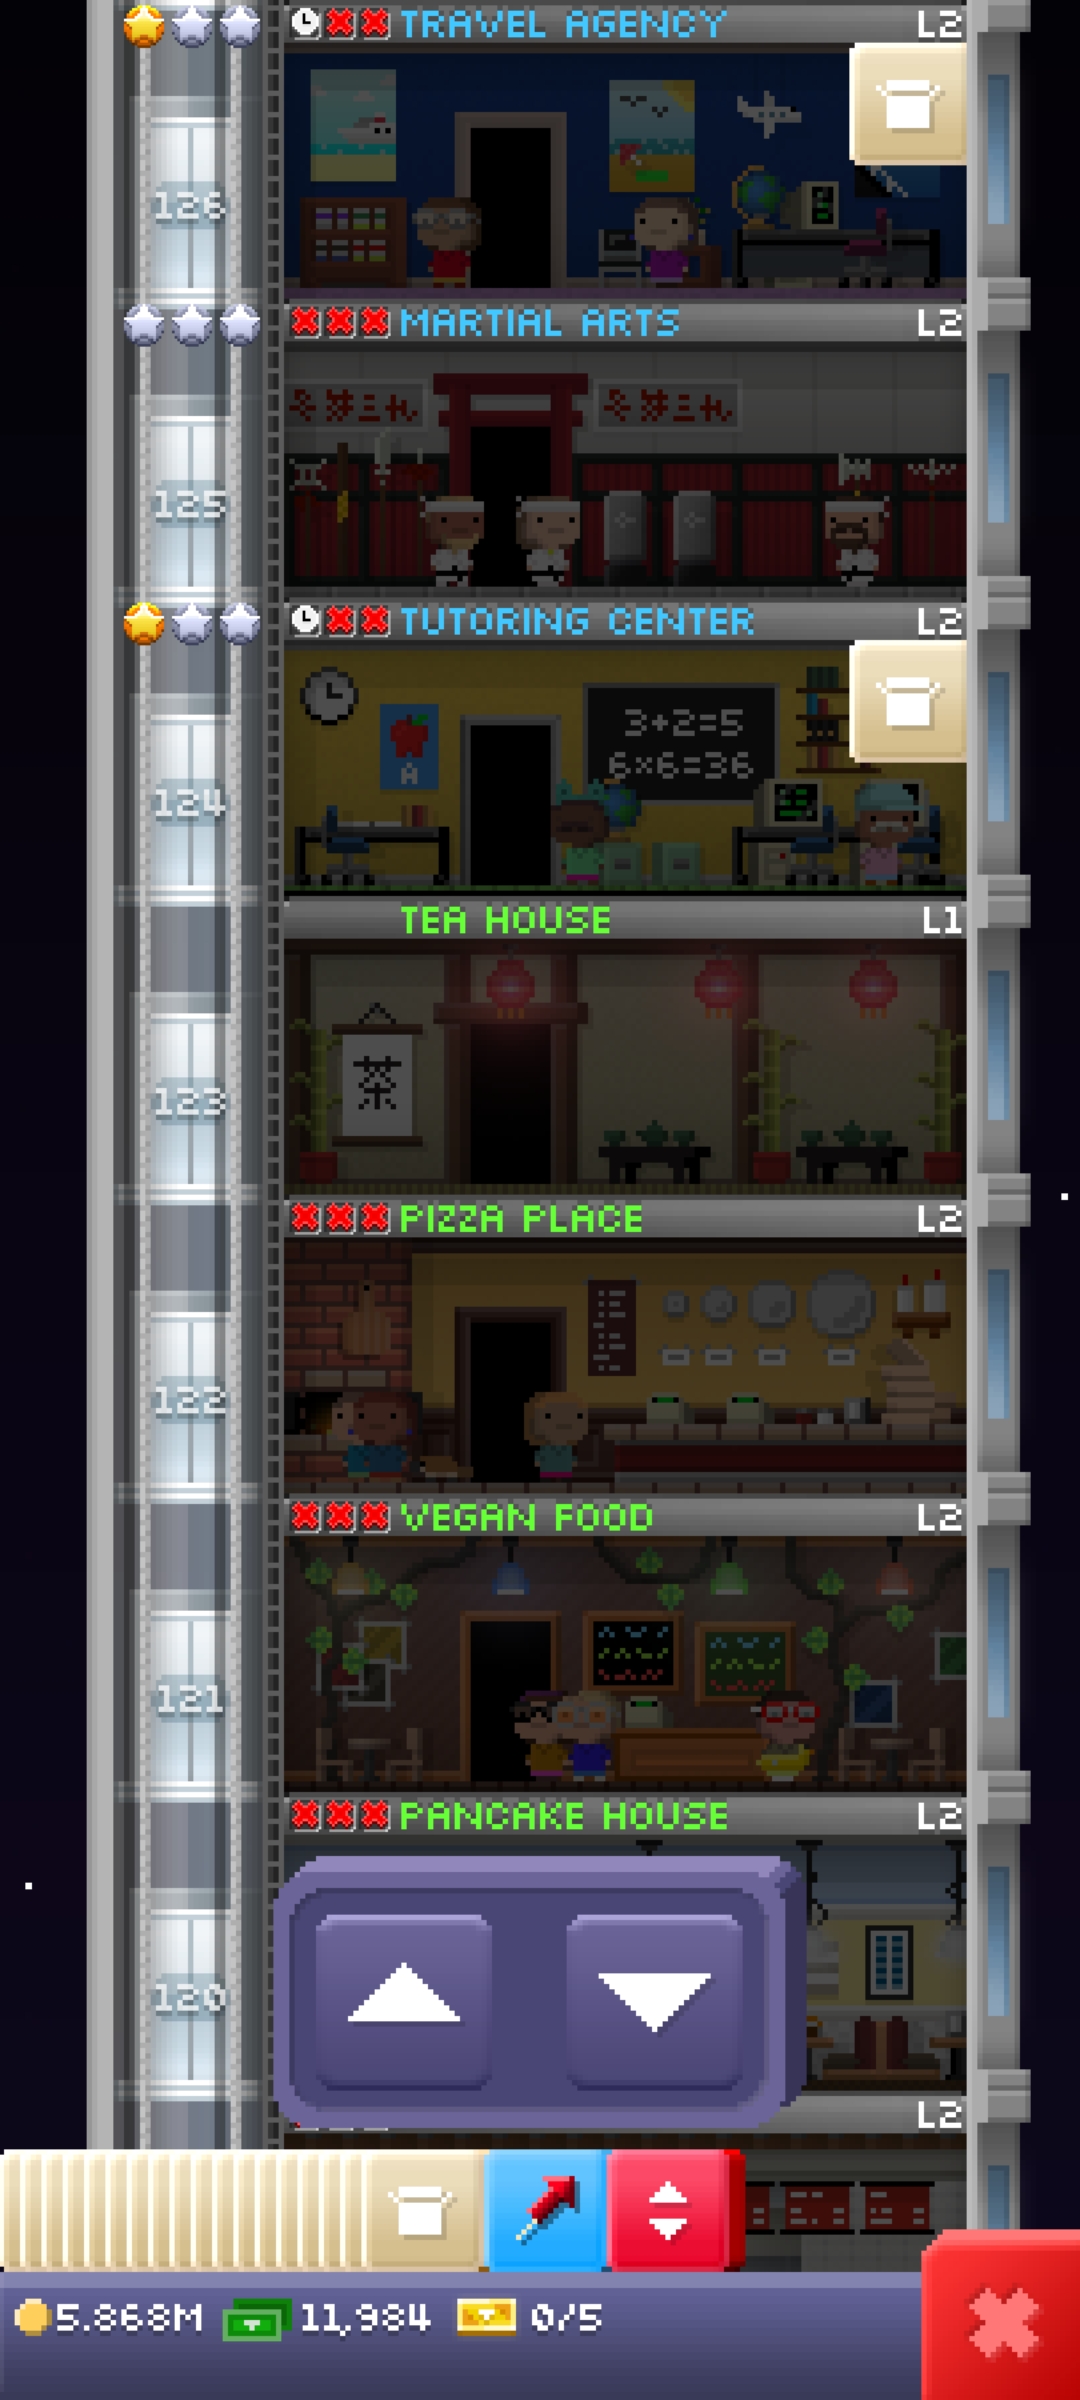 TRAVEL AGENCY L2
126
MARTIAL ARTS L2
125
TUTORING CENTER L2
3+2=5
6×6=36
A
124
TEA HOUSE L1
茶
123
PIZZA PLACE L2
122
VEGAN FOOD L2
121
PANCAKE HOUSE L2
120
L2
5.868M 11,984 0/5